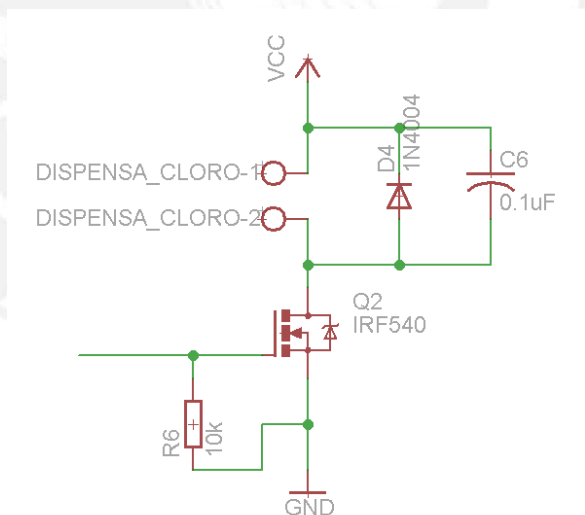 VCC
DISPENSA_CLORO-1
DISPENSA_CLORO-2
D4
1N4004
C6
0.1uF
Q2
IRF540
R6
10k
GND